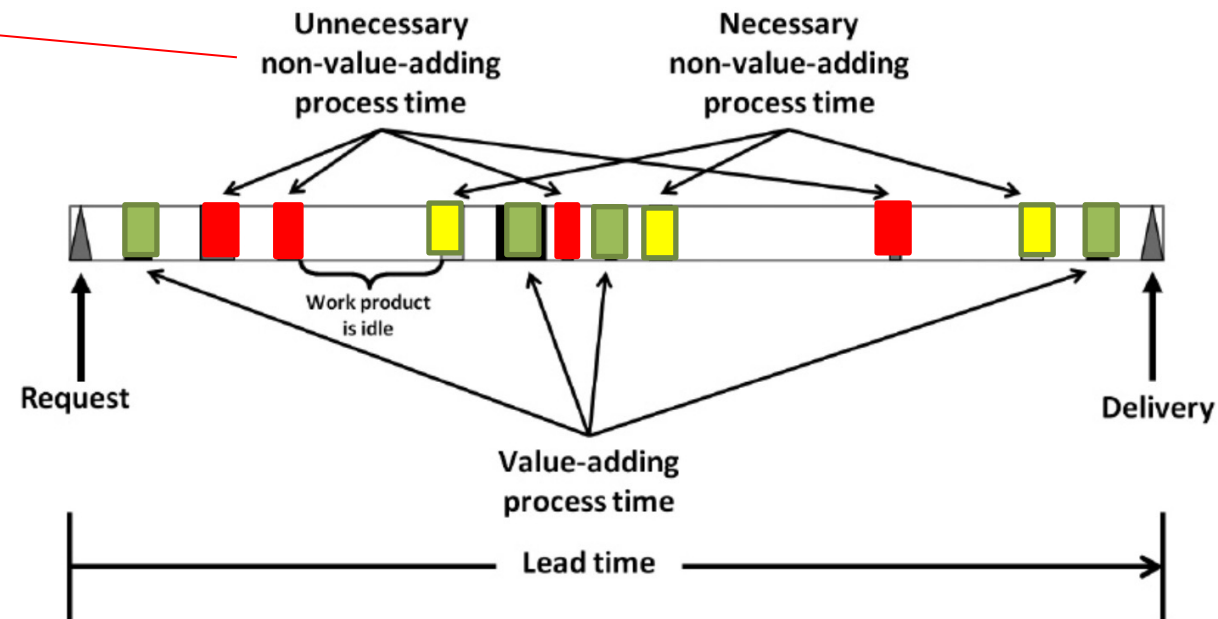 Unnecessary
non-value-adding
process time
Necessary
non-value-adding
process time
Work product
is idle
Request
Delivery
Value-adding
process time
Lead time